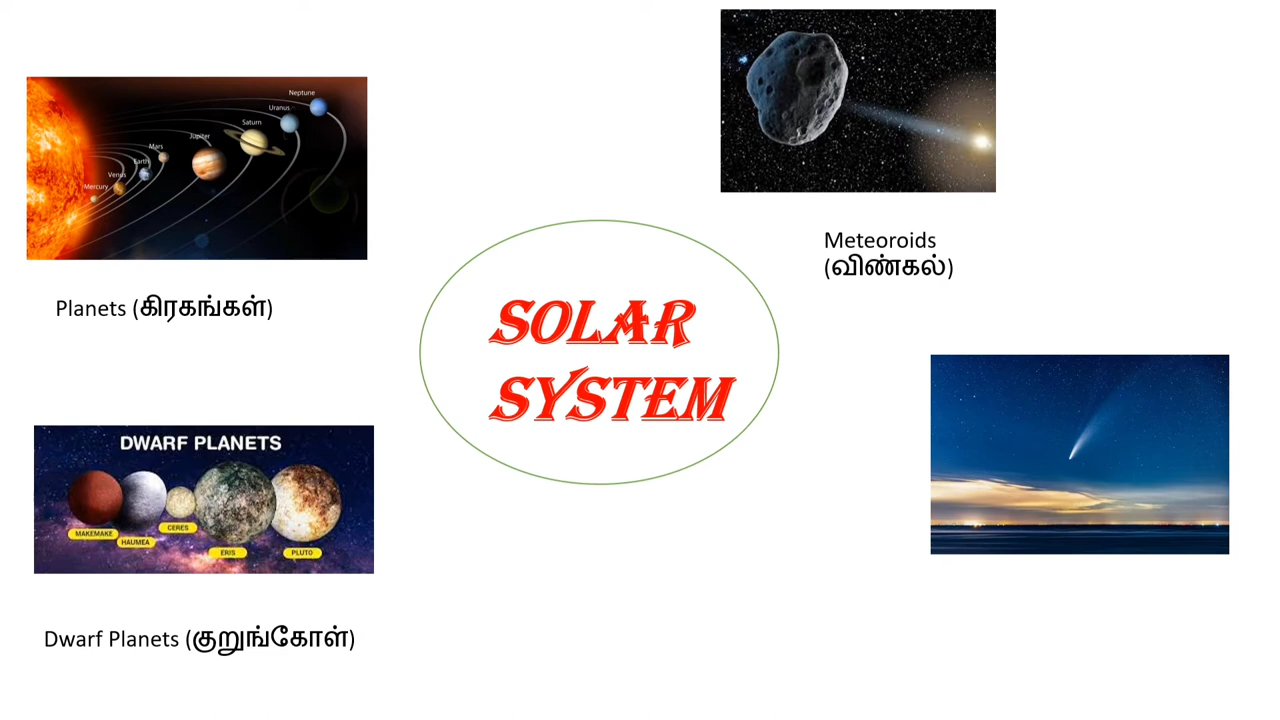 Neptune
Uranus
Saturn
Jupiter
Mars
Earth
Venus
Mercury
Planets (கிரகங்கள்)
Meteoroids
(விண்கல்)
SOLAR
SYSTEM
DWARF PLANETS
MAKEMAKE
HAUMEA
CERES
ERIS
PLUTO
Dwarf Planets (குறுங்கோள்)